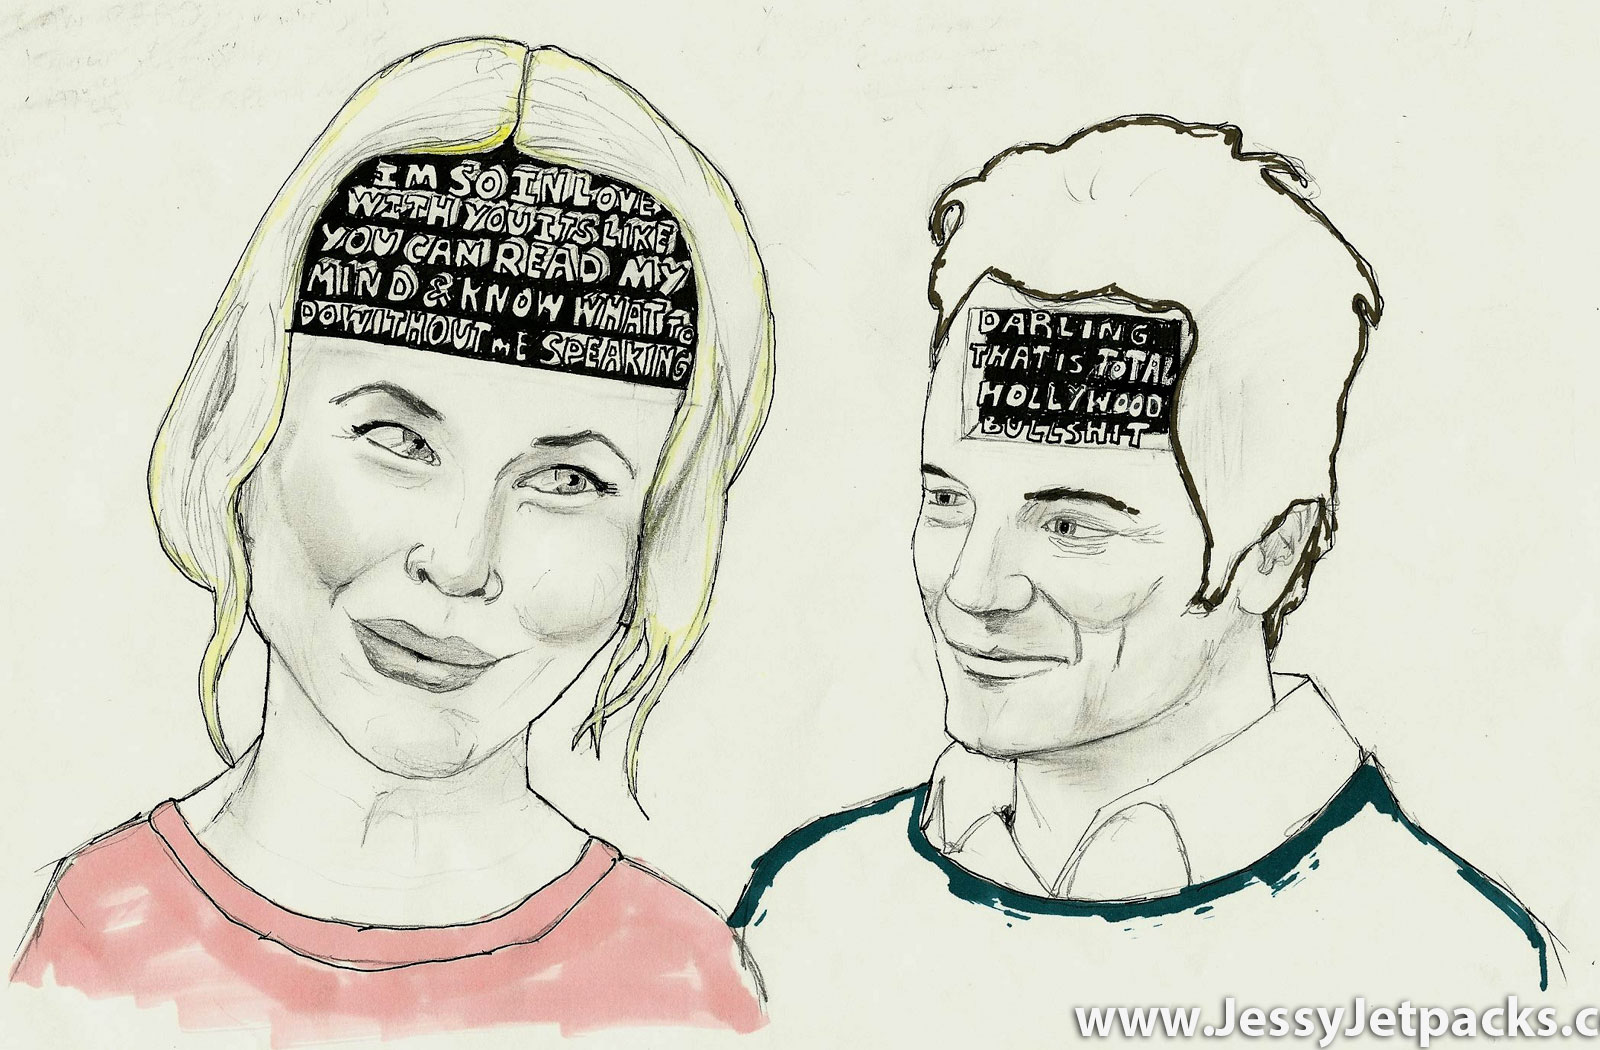 IM SO IN LOVE
WITH YOU ITS LIKE
YOU CAN READ MY
MIND & KNOW WHAT TO
DO WITHOUT ME SPEAKING
DARLING
THAT IS TOTAL
HOLLYWOOD
BULLSHIT
www.JessyJetpacks.c